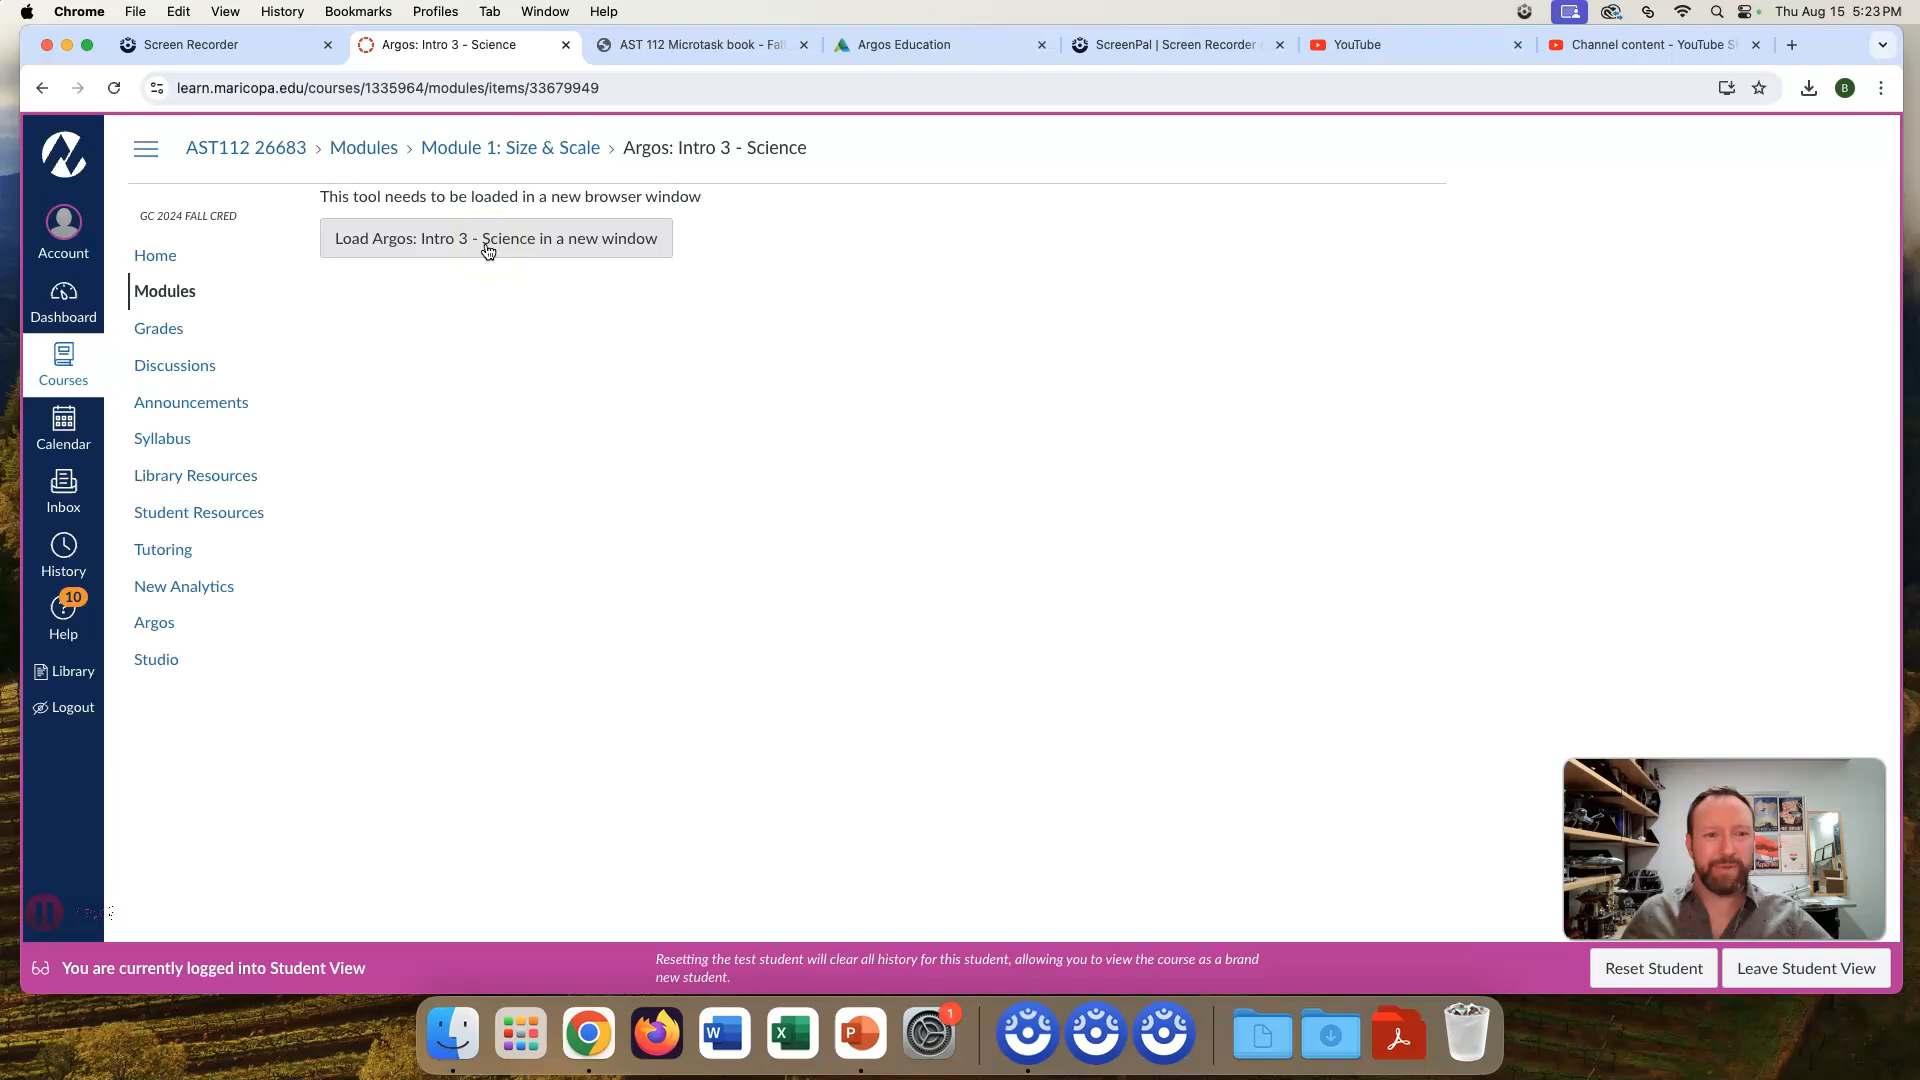 Chrome File Edit View History Bookmarks Profiles Tab Window Help Thu Aug 15 5:23 PM
Screen Recorder Argos: Intro 3 - Science AST 112 Microtask book - Fal Argos Education ScreenPal | Screen Recorder YouTube Channel content - YouTube S
learn.maricopa.edu/courses/1335964/modules/items/33679949 B
AST112 26683 › Modules › Module 1: Size & Scale › Argos: Intro 3 - Science
This tool needs to be loaded in a new browser window
Load Argos: Intro 3 - Science in a new window
GC 2024 FALL CRED
Home
Modules
Grades
Discussions
Announcements
Syllabus
Library Resources
Student Resources
Tutoring
New Analytics
Argos
Studio
Account
Dashboard
Courses
Calendar
Inbox
History
10
Help
Library
Logout
You are currently logged into Student View
Resetting the test student will clear all history for this student, allowing you to view the course as a brand
new student.
Reset Student
Leave Student View
W X P 1